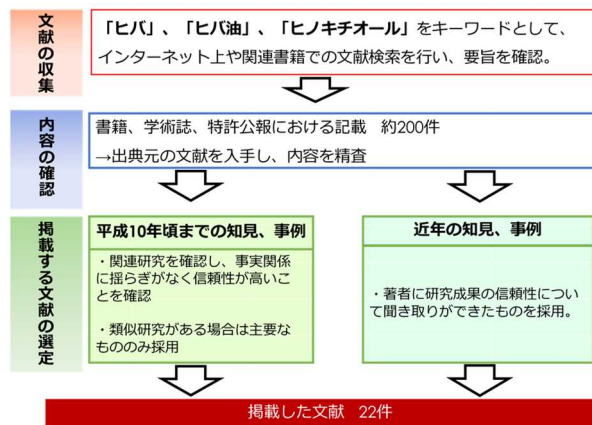 文献の収集
「ヒバ」、「ヒバ油」、「ヒノキチオール」をキーワードとして、
インターネット上や関連書籍での文献検索を行い、要旨を確認。
内容の確認
書籍、学術誌、特許公報における記載　約200件
→出典元の文献を入手し、内容を精査
掲載する文献の選定
平成10年頃までの知見、事例
・関連研究を確認し、事実関係
に揺らぎがなく信頼性が高いこ
とを確認
・類似研究がある場合は主要な
もののみ採用
近年の知見、事例
・著者に研究成果の信頼性につい
て聞き取りができたものを採用。
掲載した文献　22件